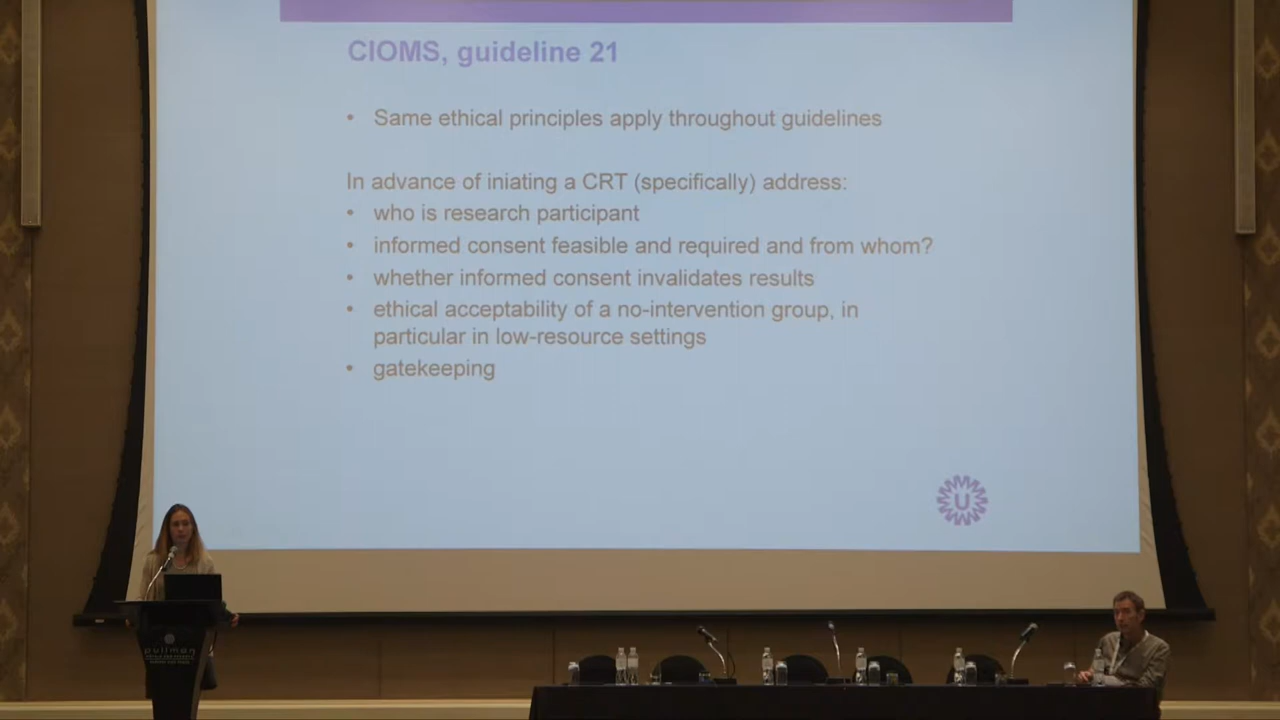 CIOMS, guideline 21
• Same ethical principles apply throughout guidelines
In advance of iniating a CRT (specifically) address:
• who is research participant
• informed consent feasible and required and from whom?
• whether informed consent invalidates results
• ethical acceptability of a no-intervention group, in
particular in low-resource settings
• gatekeeping
U
pullman